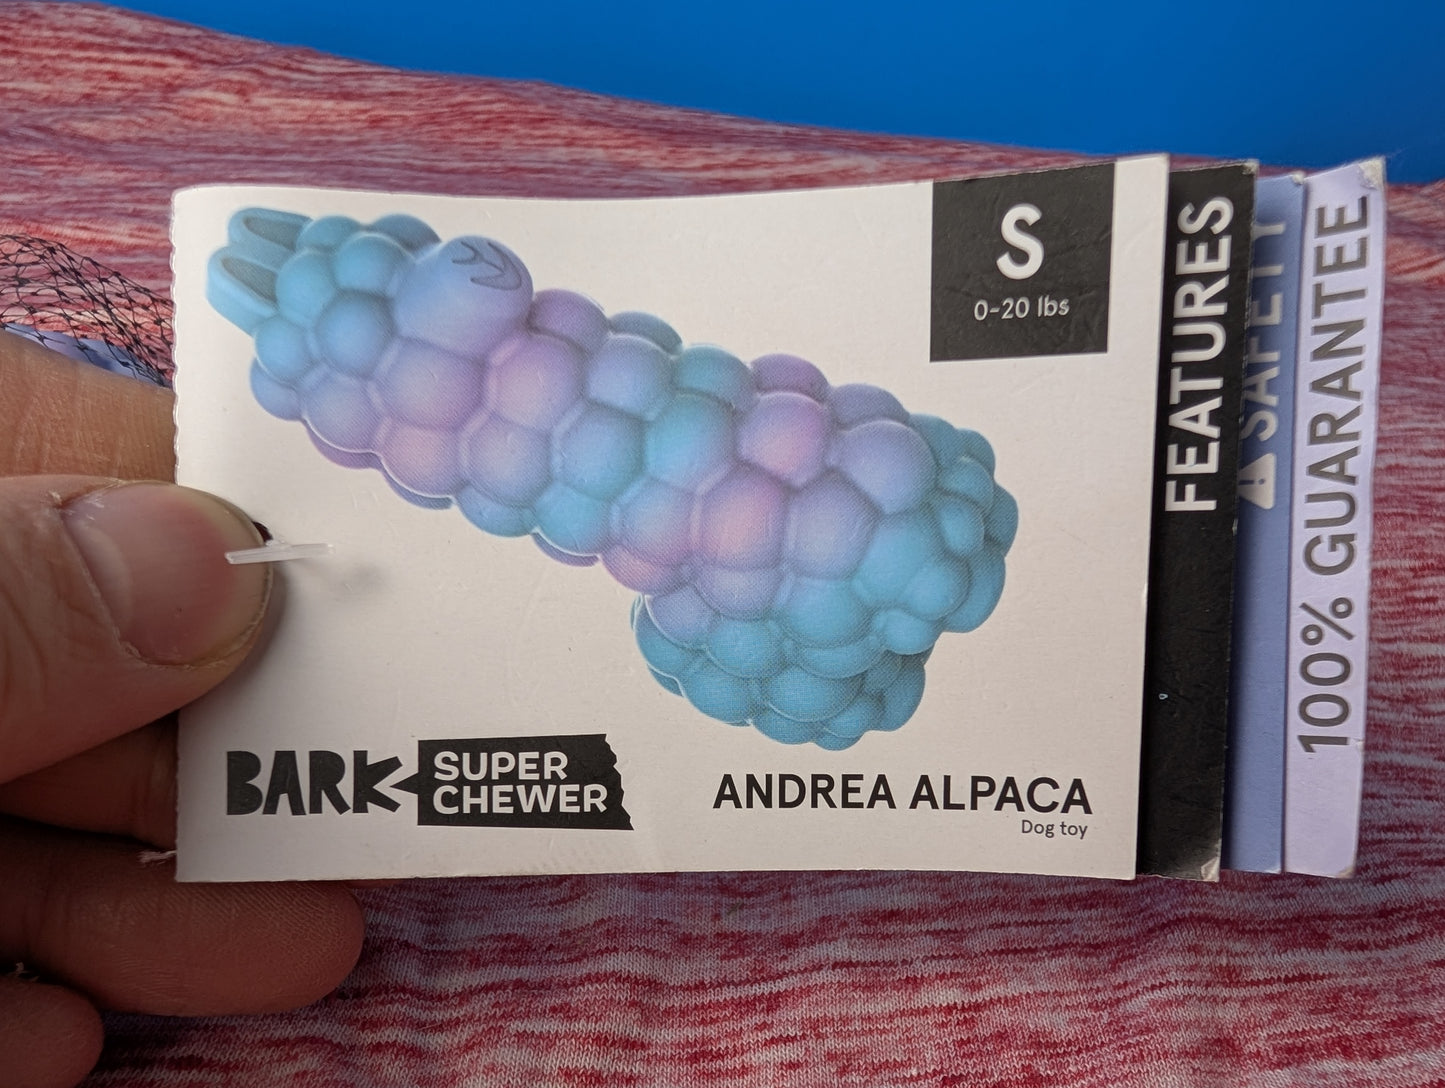 S
0-20 lbs
BARK
SUPER
CHEWER
ANDREA ALPACA
Dog toy
FEATURES
SAFETY
100% GUARANTEE